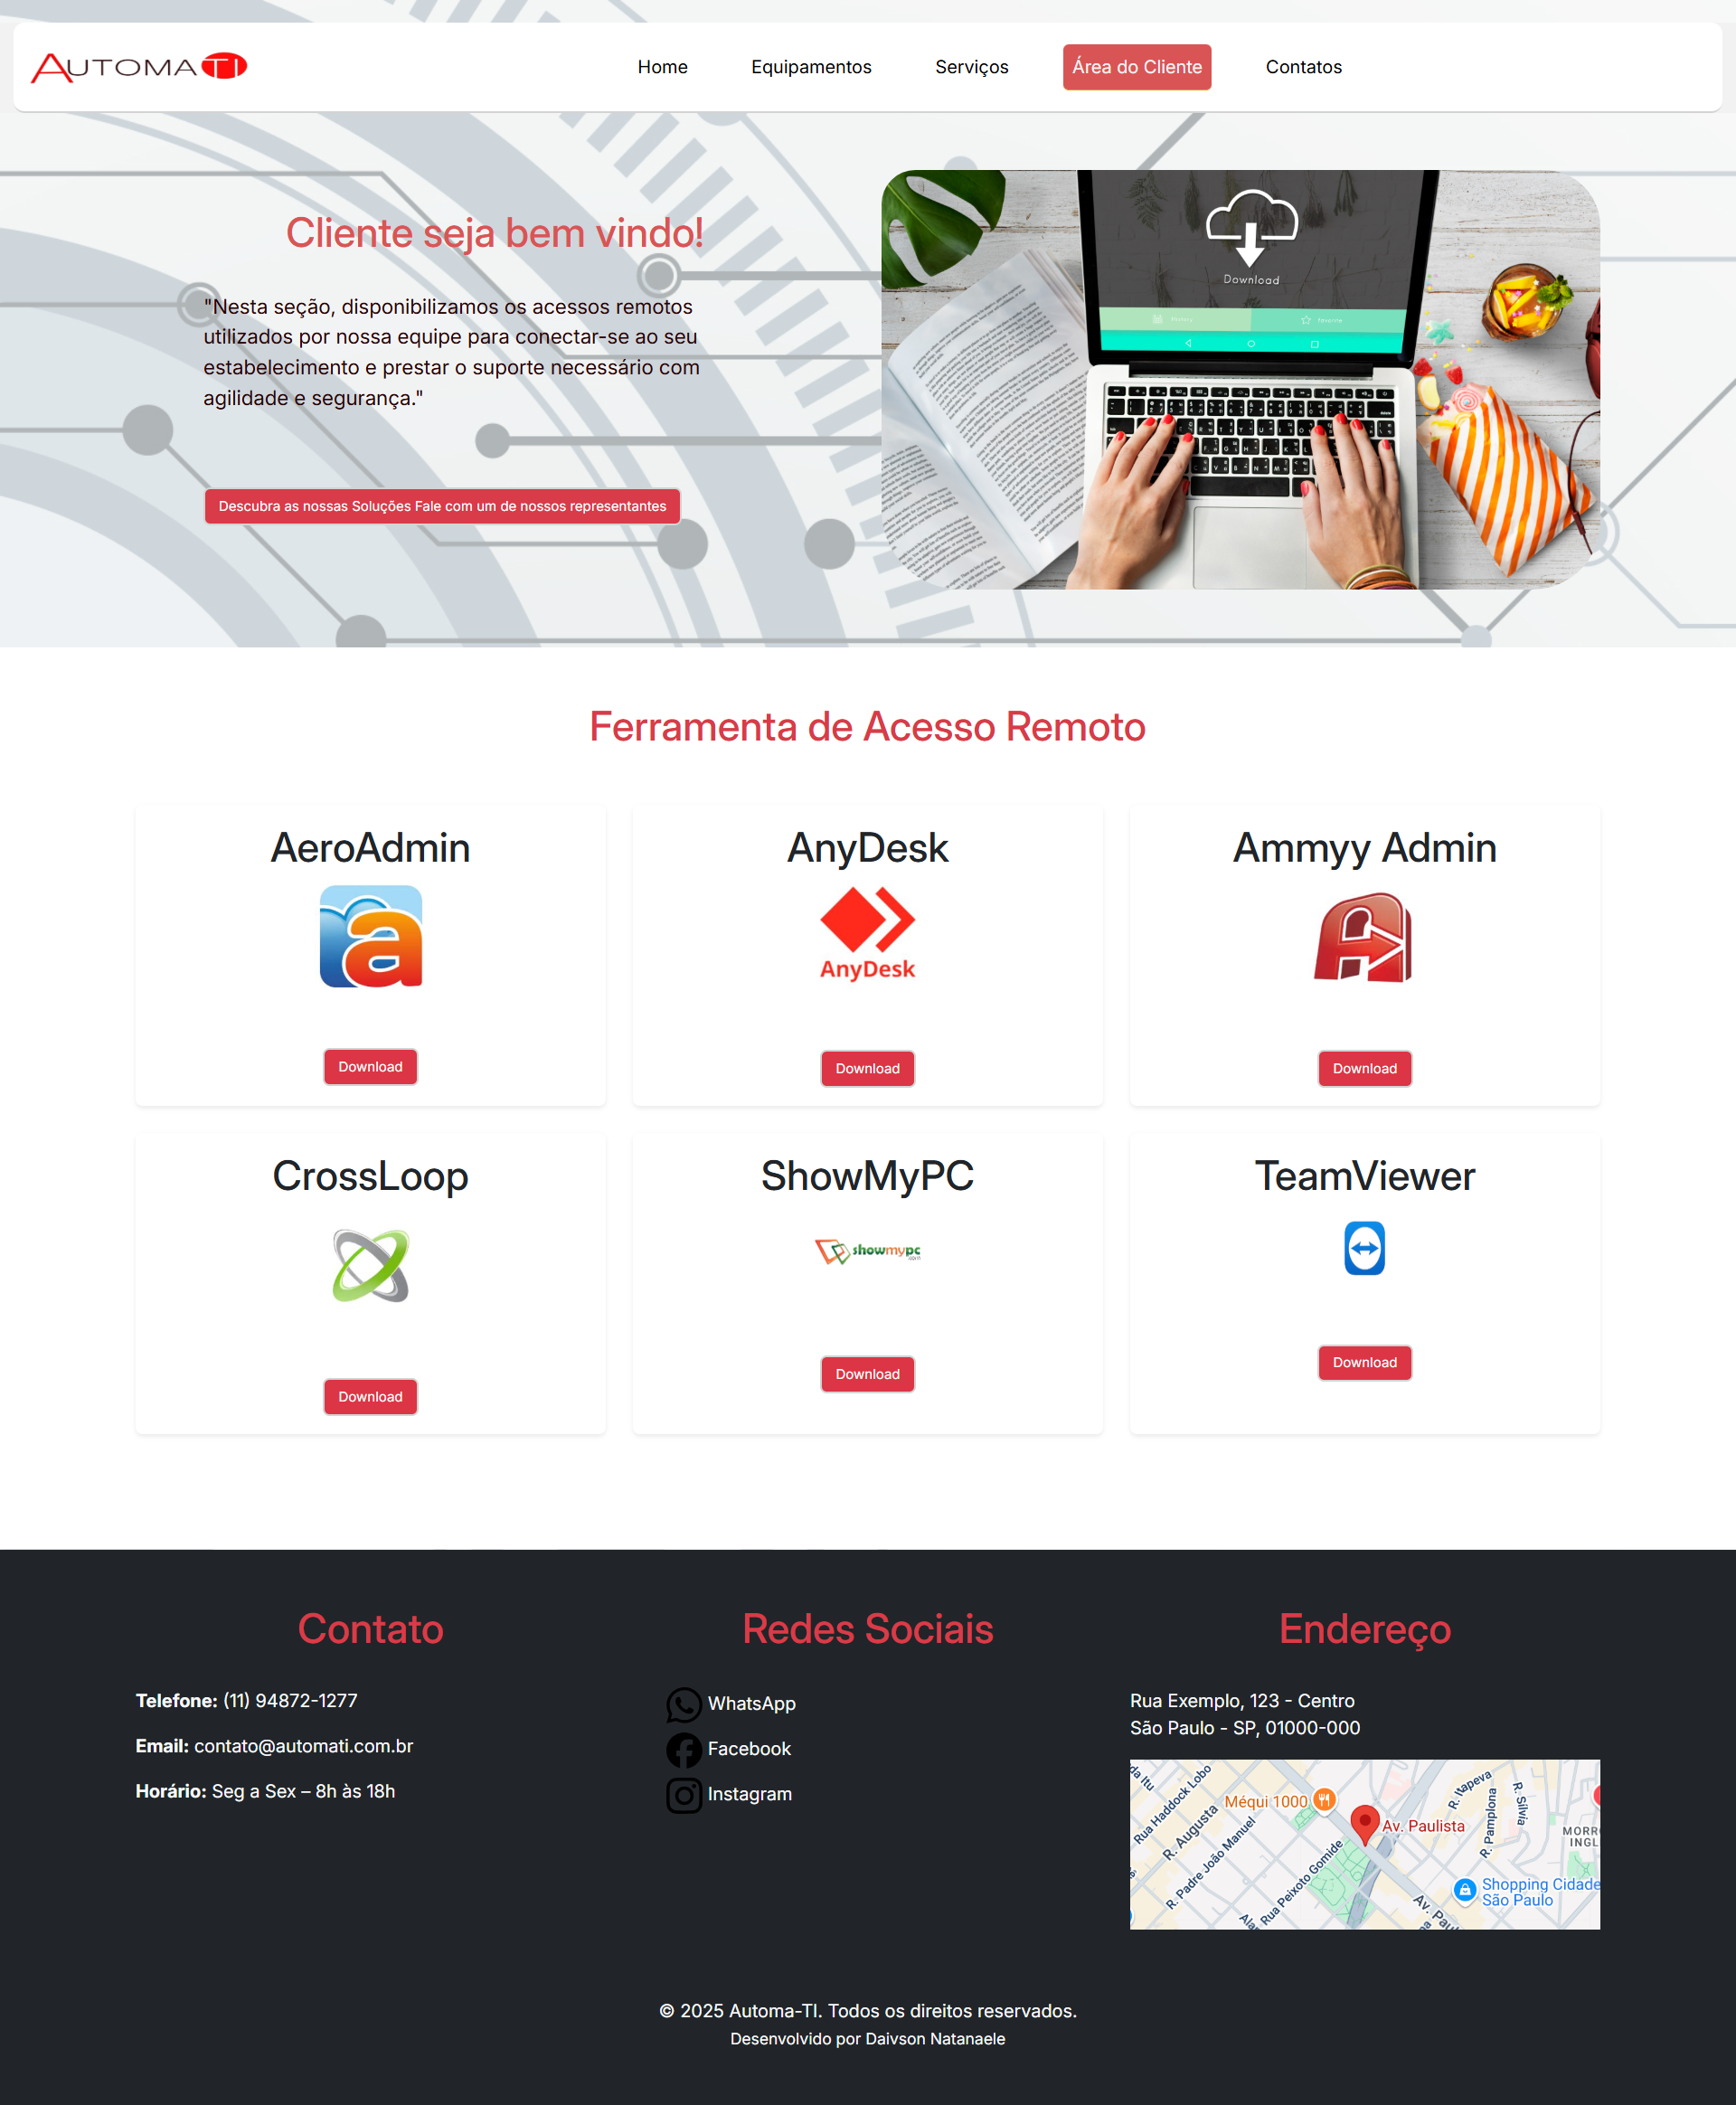 AUTOMATI
Home
Equipamentos
Serviços
Área do Cliente
Contatos
Cliente seja bem vindo!
"Nesta seção, disponibilizamos os acessos remotos
utilizados por nossa equipe para conectar-se ao seu
estabelecimento e prestar o suporte necessário com
agilidade e segurança."
Descubra as nossas Soluções Fale com um de nossos representantes
Download
Favorite
Ferramenta de Acesso Remoto
AeroAdmin
a
Download
AnyDesk
AnyDesk
Download
Ammyy Admin
Download
CrossLoop
Download
ShowMyPC
showmypc
.com
Download
TeamViewer
Download
Contato
Telefone: (11) 94872-1277
Email: contato@automati.com.br
Horário: Seg a Sex – 8h às 18h
Redes Sociais
WhatsApp
Facebook
Instagram
Endereço
Rua Exemplo, 123 - Centro
São Paulo - SP, 01000-000
da Itu
Rua Haddock Lobo
R. Augusta
R. Padre João Manuel
Rua Peixoto Gomide
Méqui 1000
Av. Paulista
R. Itapeva
R. Pamplona
R. Sílvia
MORR
INGL
Shopping Cidade
São Paulo
Av. Pau
Ala
© 2025 Automa-TI. Todos os direitos reservados.
Desenvolvido por Daivson Natanaele